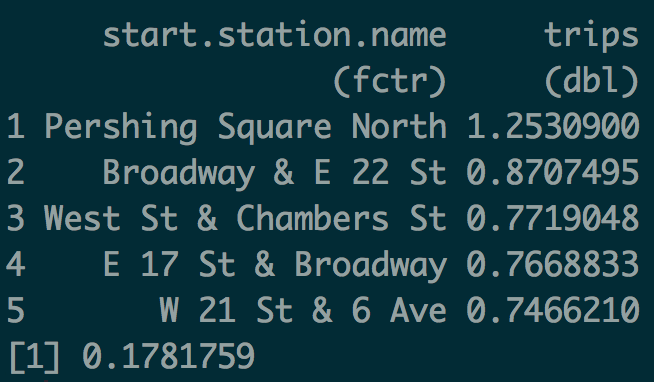 start.station.name trips
(fctr) (dbl)
1 Pershing Square North 1.2530900
2 Broadway & E 22 St 0.8707495
3 West St & Chambers St 0.7719048
4 E 17 St & Broadway 0.7668833
5 W 21 St & 6 Ave 0.7466210
[1] 0.1781759